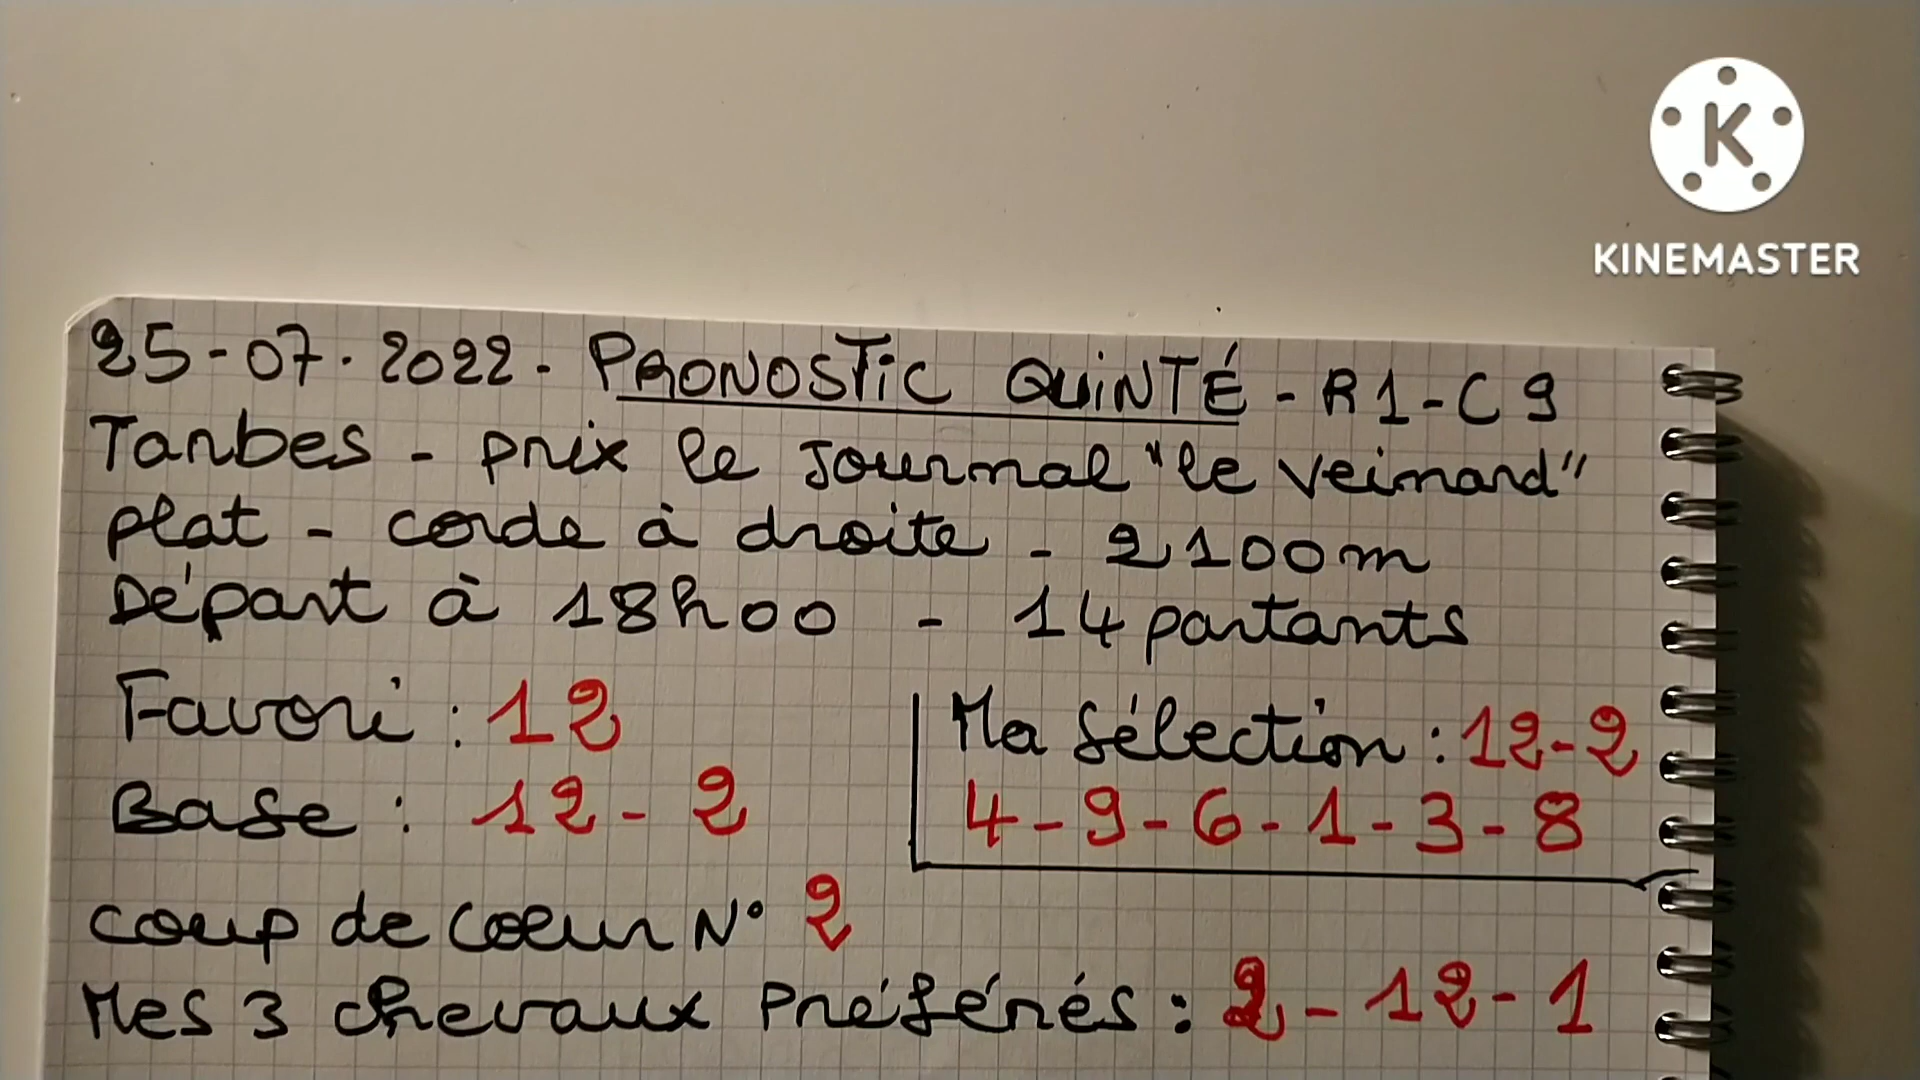 K
KINEMASTER
25-07.2022. PRONOSTIC QUINTÉ - R1-C9
Tarbes - prix le Journal "le veinard"
plat - corde à droite - 2100m
Départ à 18h00 - 14 partants
Favori : 12
Base : 12 - 2
Ma sélection : 12-2
4 - 9 - 6 - 1 - 3 - 8
coup de coeur N° 2
Mes 3 chevaux préférés : 2 - 12 - 1